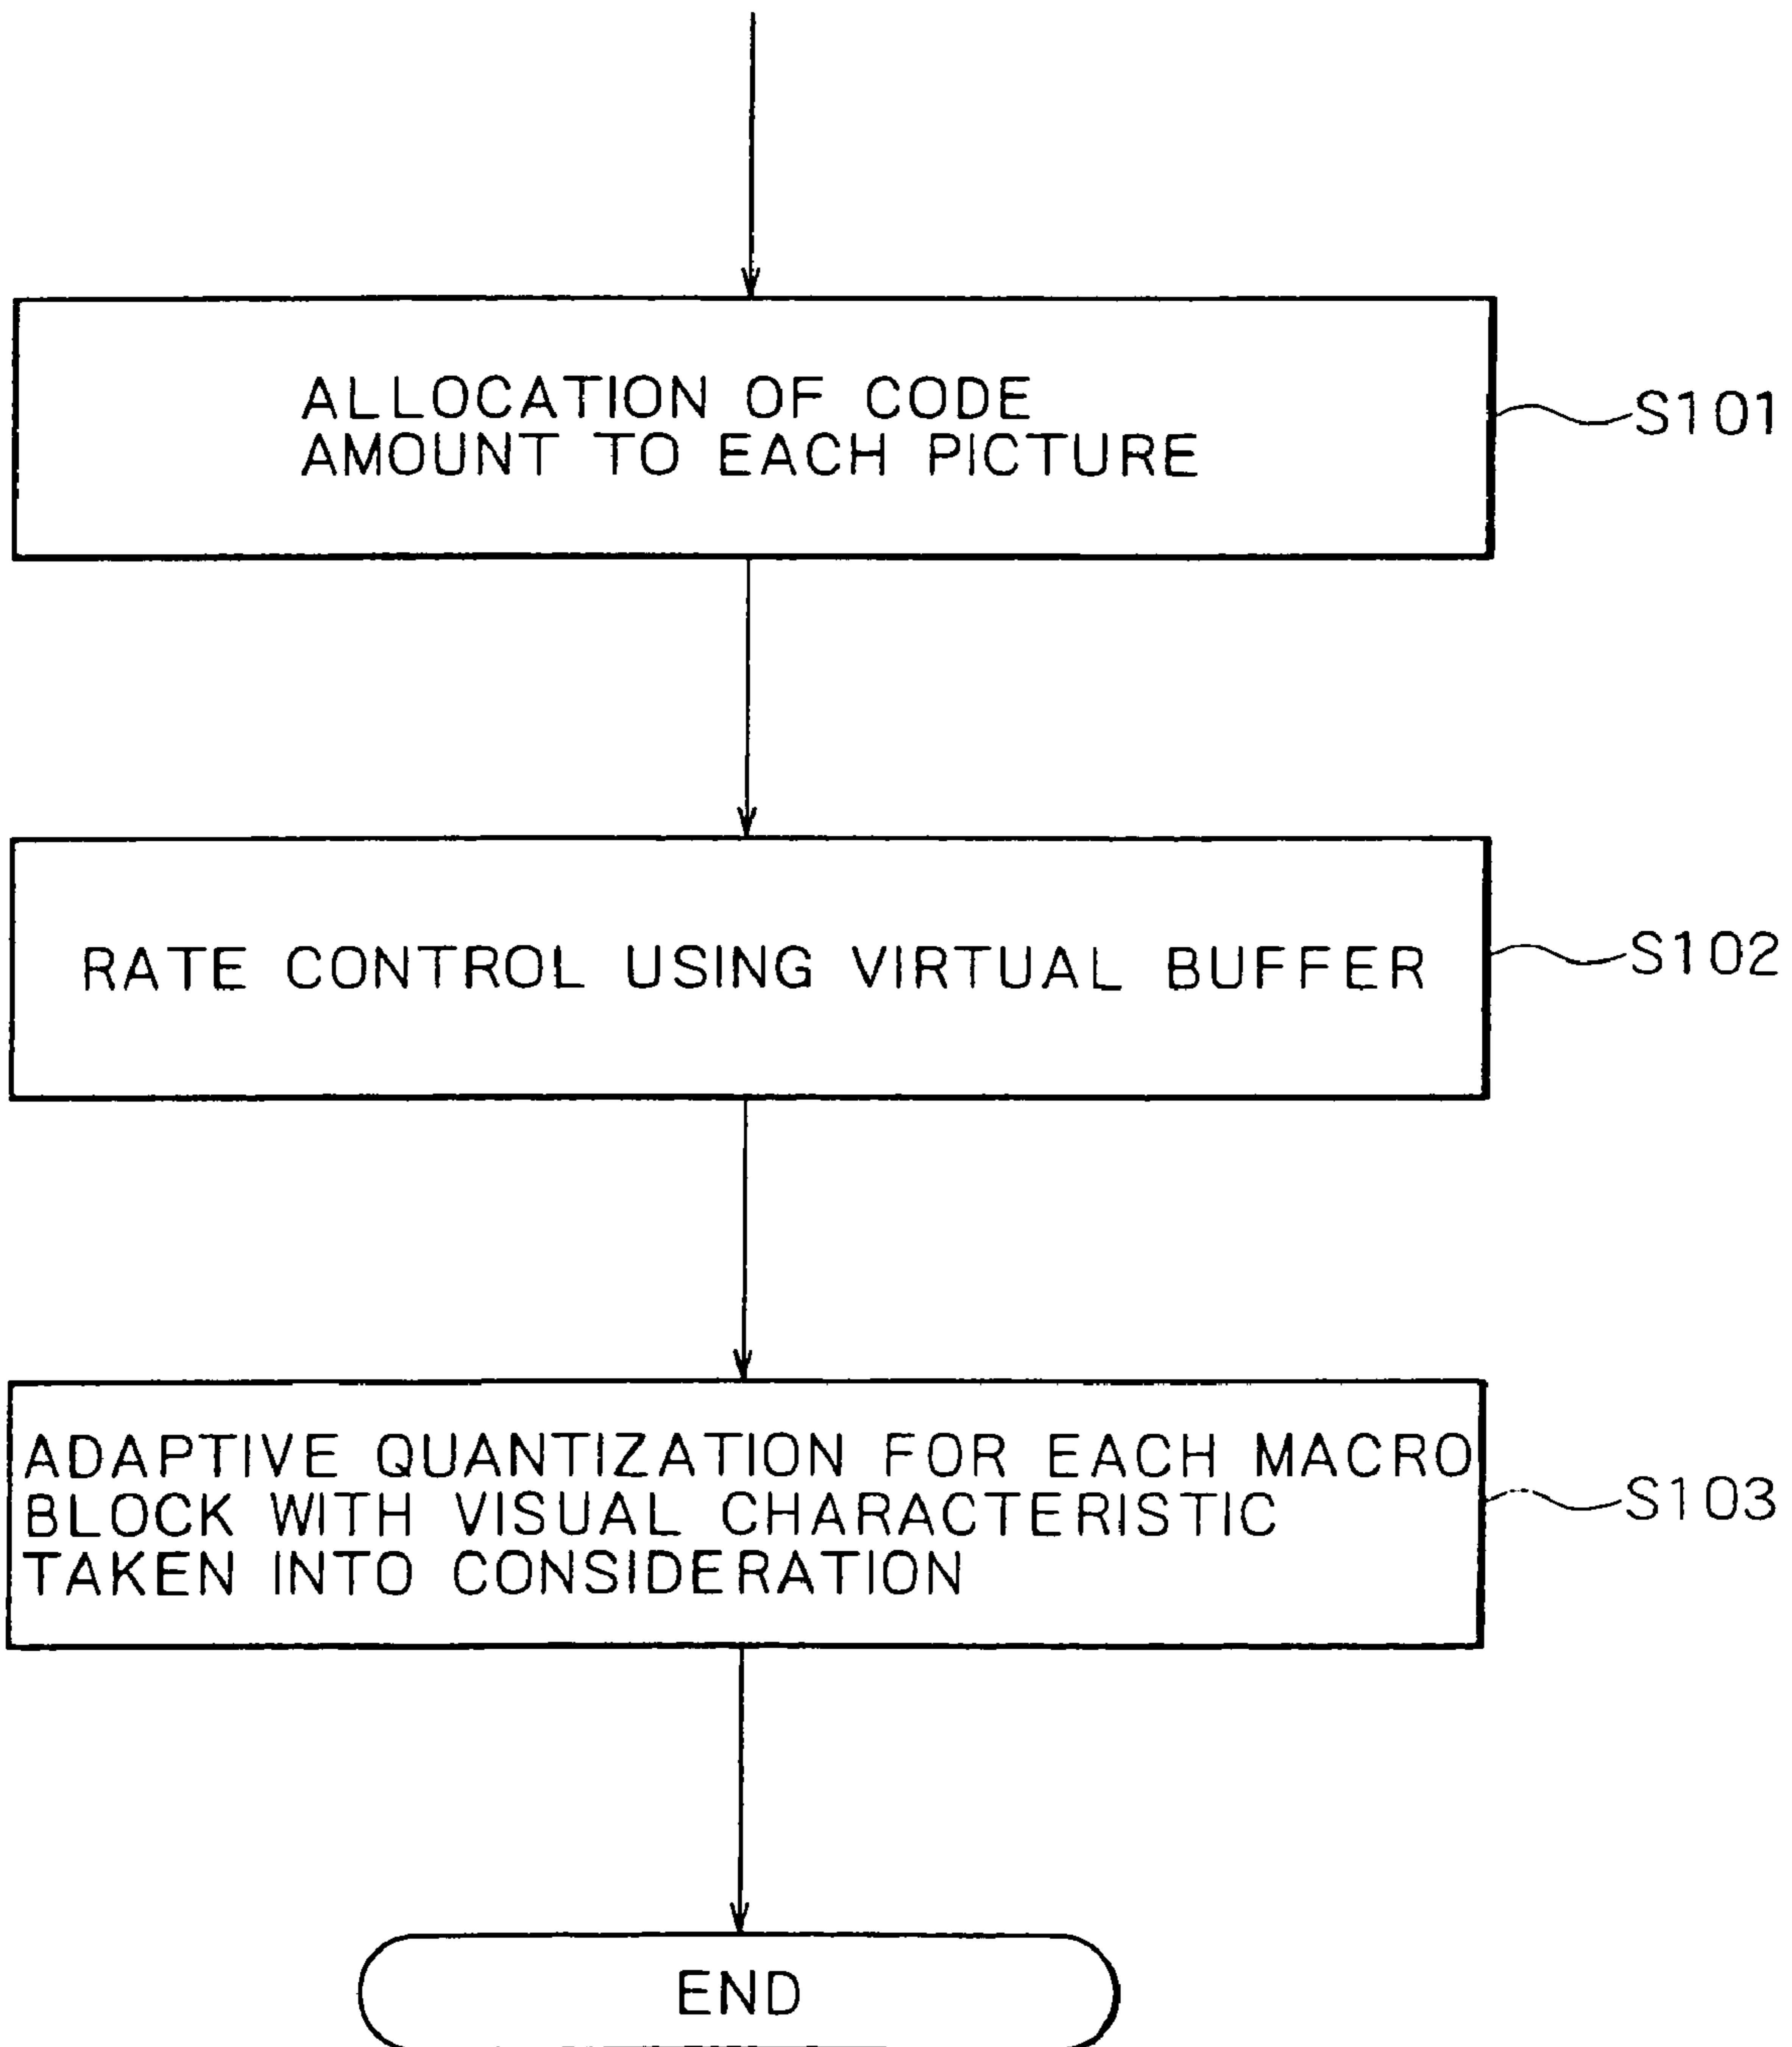 ALLOCATION OF CODE
AMOUNT TO EACH PICTURE
S101
RATE CONTROL USING VIRTUAL BUFFER
S102
ADAPTIVE QUANTIZATION FOR EACH MACRO
BLOCK WITH VISUAL CHARACTERISTIC
TAKEN INTO CONSIDERATION
S103
END